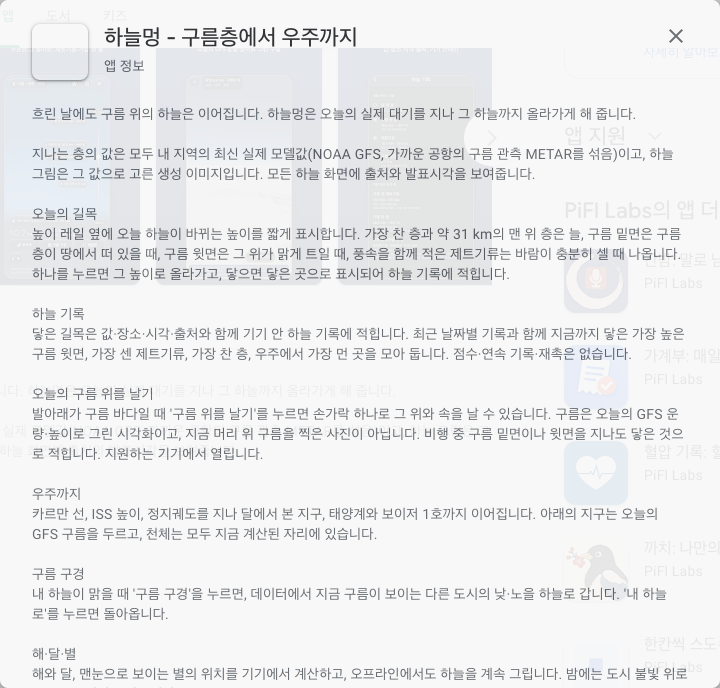 하늘멍 - 구름층에서 우주까지
앱 정보
흐린 날에도 구름 위의 하늘은 이어집니다. 하늘멍은 오늘의 실제 대기를 지나 그 하늘까지 올라가게 해 줍니다.
지나는 층의 값은 모두 내 지역의 최신 실제 모델값(NOAA GFS, 가까운 공항의 구름 관측 METAR를 섞음)이고, 하늘
그림은 그 값으로 고른 생성 이미지입니다. 모든 하늘 화면에 출처와 발표시각을 보여줍니다.
오늘의 길목
높이 레일 옆에 오늘 하늘이 바뀌는 높이를 짧게 표시합니다. 가장 찬 층과 약 31 km의 맨 위 층은 늘, 구름 밑면은 구름
층이 땅에서 떠 있을 때, 구름 윗면은 그 위가 맑게 트일 때, 풍속을 함께 적은 제트기류는 바람이 충분히 셀 때 나옵니다.
하나를 누르면 그 높이로 올라가고, 닿으면 닿은 곳으로 표시되어 하늘 기록에 적힙니다.
하늘 기록
닿은 길목은 값·장소·시각·출처와 함께 기기 안 하늘 기록에 적힙니다. 최근 날짜별 기록과 함께 지금까지 닿은 가장 높은
구름 윗면, 가장 센 제트기류, 가장 찬 층, 우주에서 가장 먼 곳을 모아 둡니다. 점수·연속 기록·재촉은 없습니다.
오늘의 구름 위를 날기
발아래가 구름 바다일 때 '구름 위를 날기'를 누르면 손가락 하나로 그 위와 속을 날 수 있습니다. 구름은 오늘의 GFS 운
량·높이로 그린 시각화이고, 지금 머리 위 구름을 찍은 사진이 아닙니다. 비행 중 구름 밑면이나 윗면을 지나도 닿은 것으
로 적힙니다. 지원하는 기기에서 열립니다.
우주까지
카르만 선, ISS 높이, 정지궤도를 지나 달에서 본 지구, 태양계와 보이저 1호까지 이어집니다. 아래의 지구는 오늘의
GFS 구름을 두르고, 천체는 모두 지금 계산된 자리에 있습니다.
구름 구경
내 하늘이 맑을 때 '구름 구경'을 누르면, 데이터에서 지금 구름이 보이는 다른 도시의 낮·노을 하늘로 갑니다. '내 하늘
로'를 누르면 돌아옵니다.
해·달·별
해와 달, 맨눈으로 보이는 별의 위치를 기기에서 계산하고, 오프라인에서도 하늘을 계속 그립니다. 밤에는 도시 불빛 위로
도서
키즈
앱 지원
PiFl Labs의 앱 더
PiFl Labs
PiFl Labs
PiFl Labs
PiFl Labs